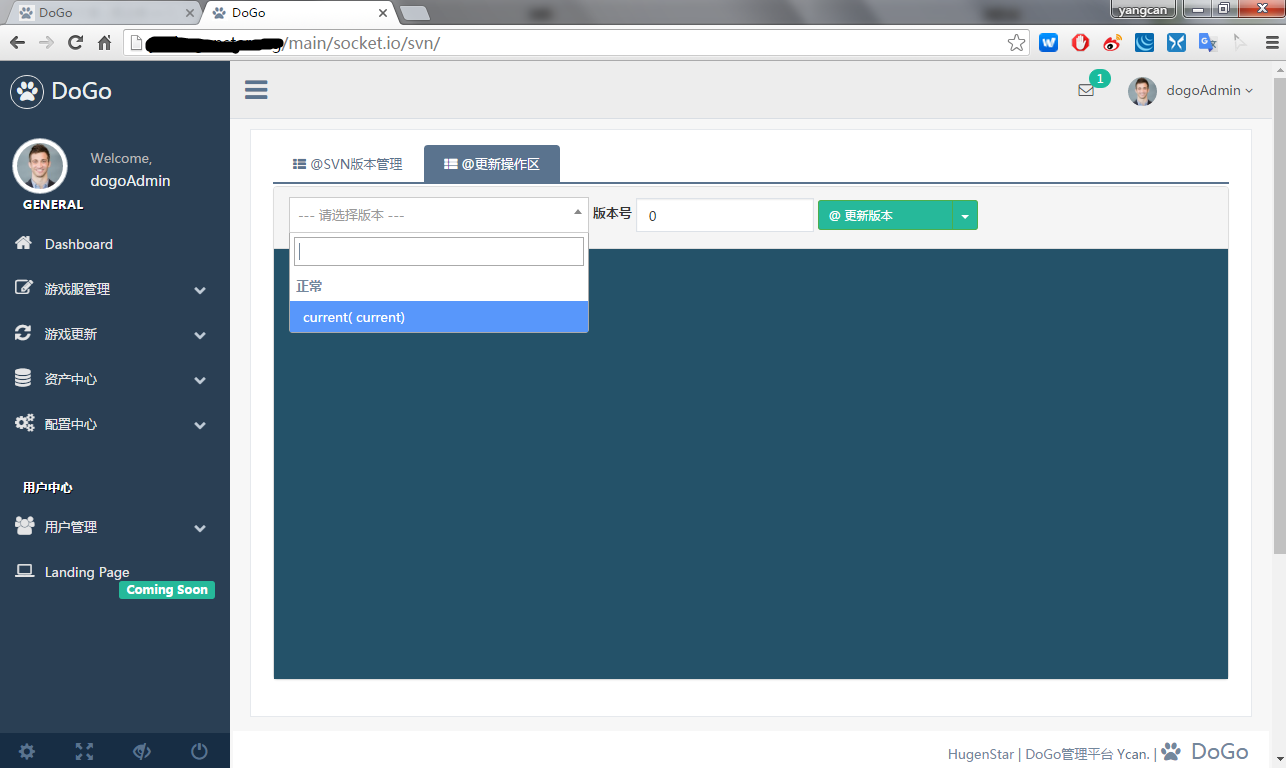 DoGo
DoGo
yangcan
/main/socket.io/svn/
DoGo
1
dogoAdmin
Welcome,
dogoAdmin
GENERAL
Dashboard
游戏服管理
游戏更新
资产中心
配置中心
用户中心
用户管理
Landing Page
Coming Soon
@SVN版本管理
@更新操作区
--- 请选择版本 ---
版本号
0
@ 更新版本
正常
current( current)
HugenStar | DoGo管理平台 Ycan. | DoGo